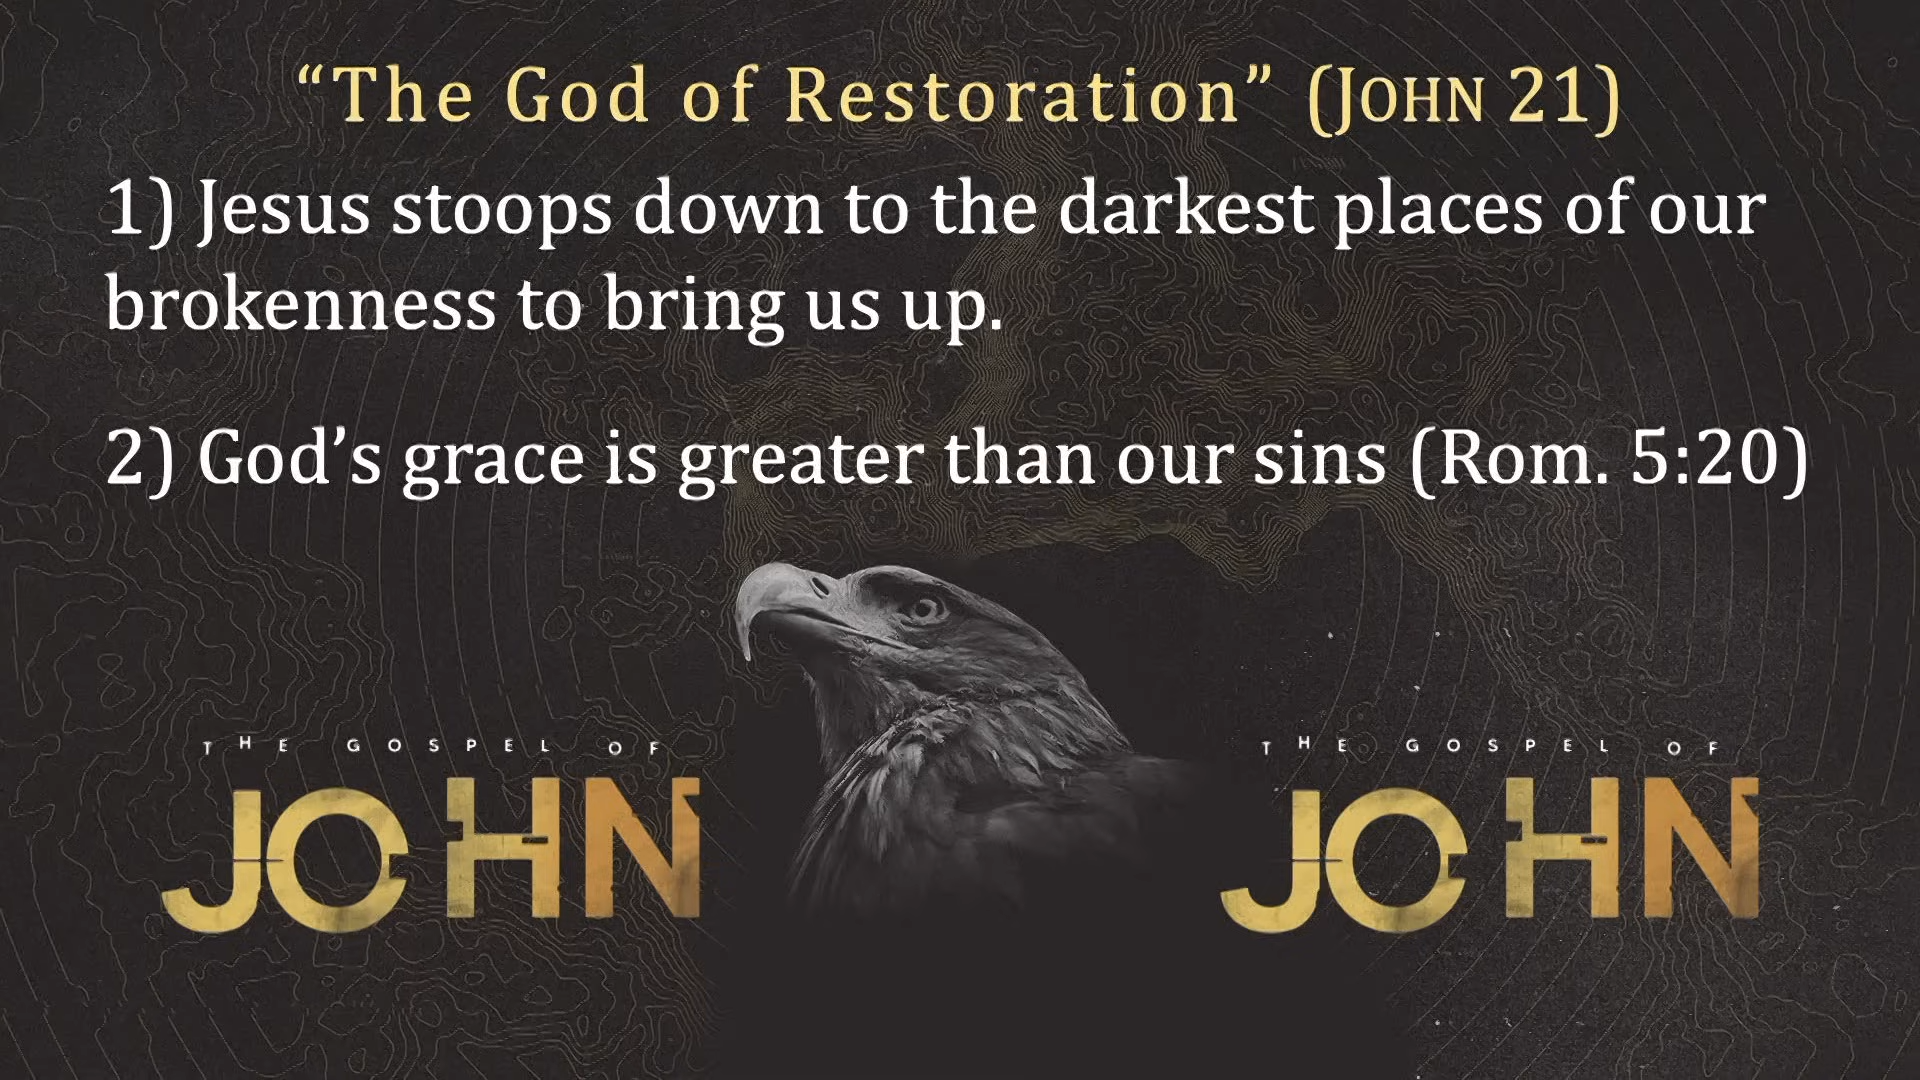 “The God of Restoration” (JOHN 21)
1) Jesus stoops down to the darkest places of our
brokenness to bring us up.
2) God’s grace is greater than our sins (Rom. 5:20)
THE GOSPEL OF
JOHN
THE GOSPEL OF
JOHN